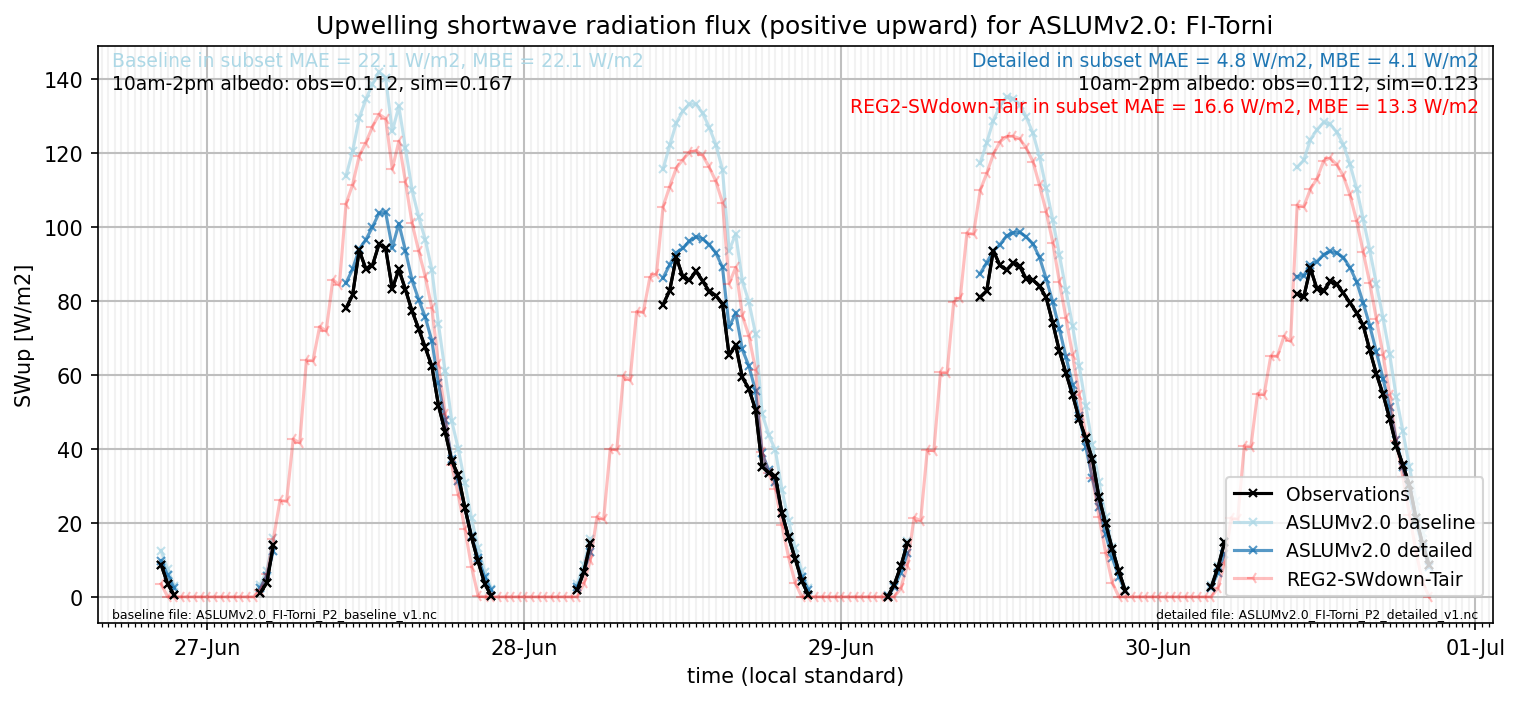 Upwelling shortwave radiation flux (positive upward) for ASLUMv2.0: FI-Torni
Baseline in subset MAE = 22.1 W/m2, MBE = 22.1 W/m2
10am-2pm albedo: obs=0.112, sim=0.167
Detailed in subset MAE = 4.8 W/m2, MBE = 4.1 W/m2
10am-2pm albedo: obs=0.112, sim=0.123
REG2-SWdown-Tair in subset MAE = 16.6 W/m2, MBE = 13.3 W/m2
SWup [W/m2]
140
120
100
80
60
40
20
0
Observations
ASLUMv2.0 baseline
ASLUMv2.0 detailed
REG2-SWdown-Tair
baseline file: ASLUMv2.0_FI-Torni_P2_baseline_v1.nc
detailed file: ASLUMv2.0_FI-Torni_P2_detailed_v1.nc
27-Jun
28-Jun
29-Jun
30-Jun
01-Jul
time (local standard)